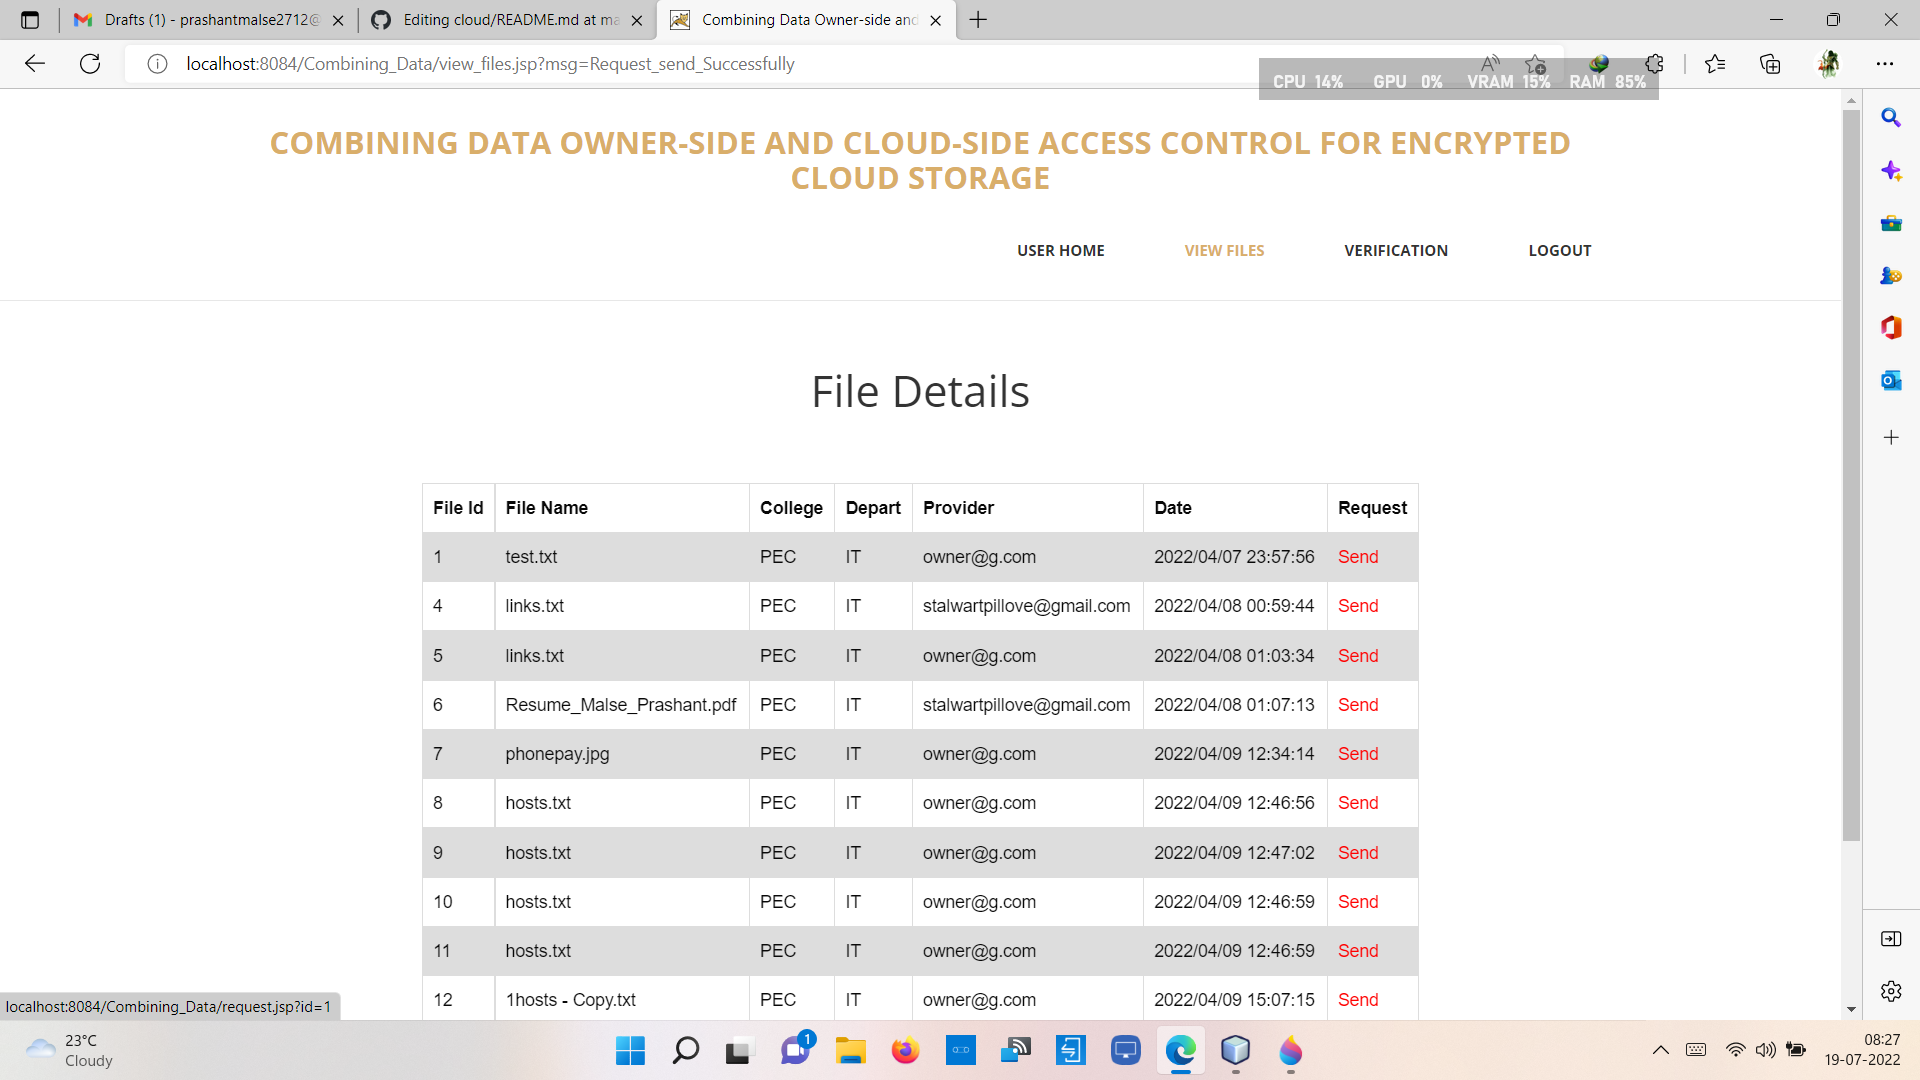 Drafts (1) - prashantmalse2712@
Editing cloud/README.md at ma
Combining Data Owner-side and
localhost:8084/Combining_Data/view_files.jsp?msg=Request_send_Successfully
CPU 14% GPU 0% VRAM 15% RAM 85%
COMBINING DATA OWNER-SIDE AND CLOUD-SIDE ACCESS CONTROL FOR ENCRYPTED
CLOUD STORAGE
USER HOME VIEW FILES VERIFICATION LOGOUT
File Details
File Id File Name College Depart Provider Date Request
1 test.txt PEC IT owner@g.com 2022/04/07 23:57:56 Send
4 links.txt PEC IT stalwartpillove@gmail.com 2022/04/08 00:59:44 Send
5 links.txt PEC IT owner@g.com 2022/04/08 01:03:34 Send
6 Resume_Malse_Prashant.pdf PEC IT stalwartpillove@gmail.com 2022/04/08 01:07:13 Send
7 phonepay.jpg PEC IT owner@g.com 2022/04/09 12:34:14 Send
8 hosts.txt PEC IT owner@g.com 2022/04/09 12:46:56 Send
9 hosts.txt PEC IT owner@g.com 2022/04/09 12:47:02 Send
10 hosts.txt PEC IT owner@g.com 2022/04/09 12:46:59 Send
11 hosts.txt PEC IT owner@g.com 2022/04/09 12:46:59 Send
12 1hosts - Copy.txt PEC IT owner@g.com 2022/04/09 15:07:15 Send
localhost:8084/Combining_Data/request.jsp?id=1
23°C
Cloudy
1
08:27
19-07-2022